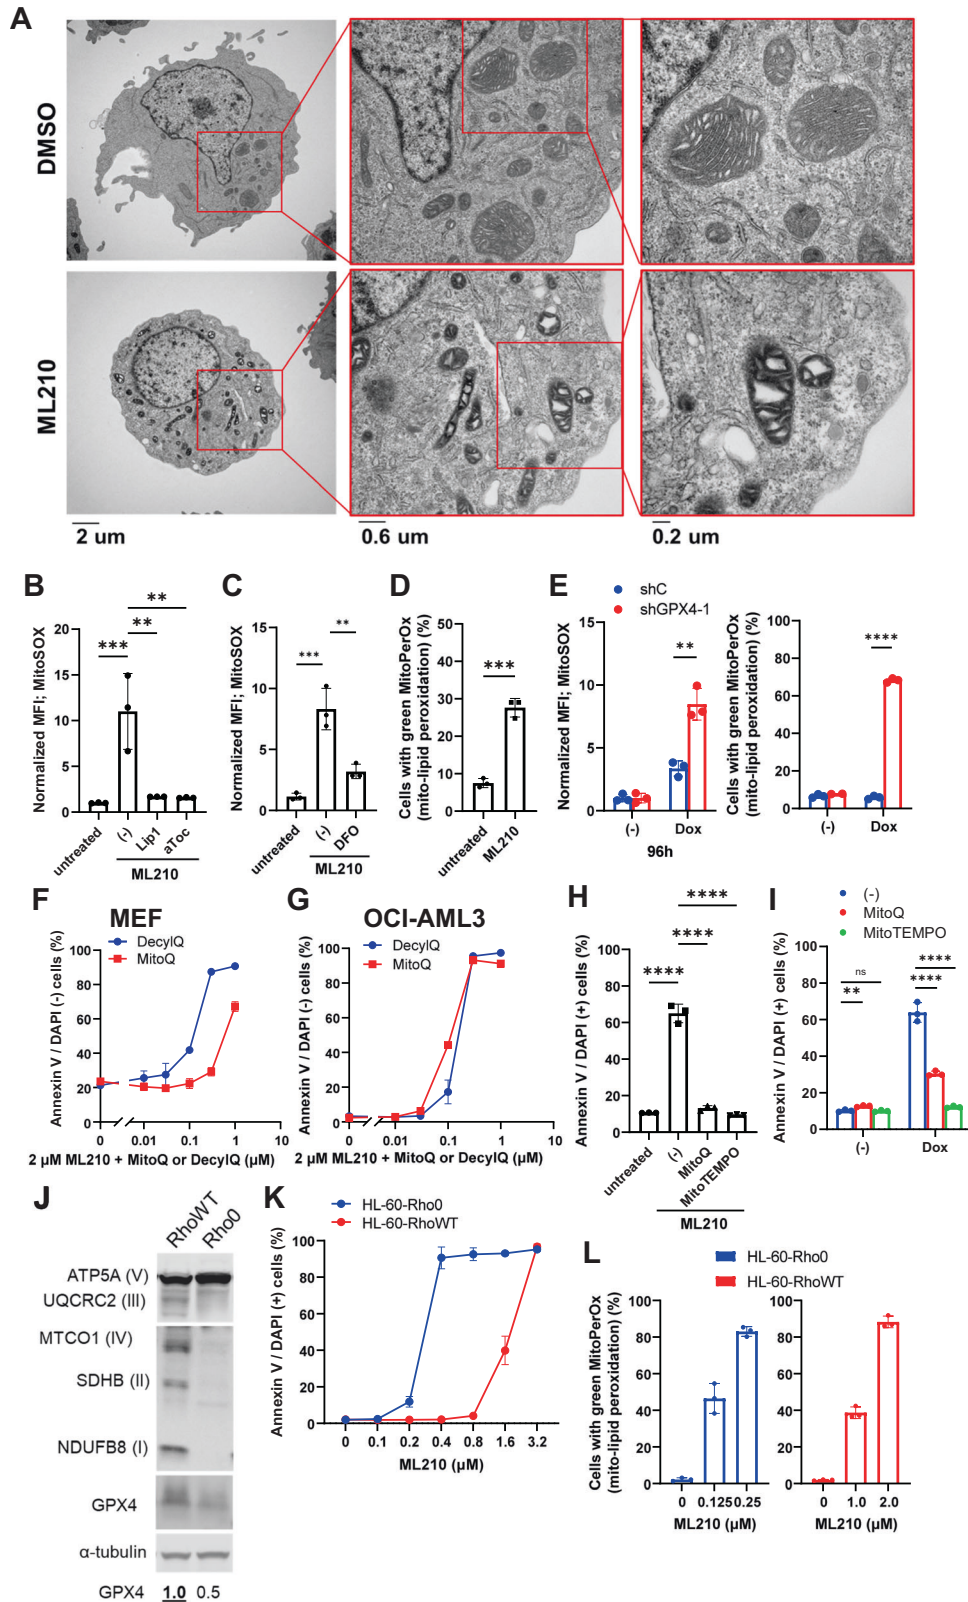 A
DMSO
ML210
2 um
0.6 um
0.2 um
B
Normalized MFI; MitoSOX
20
15
10
5
0
***
**
**
untreated
(-)
Lip1
aToc
ML210
C
Normalized MFI; MitoSOX
15
10
5
0
***
**
untreated
(-)
DFO
ML210
D
Cells with green MitoPerOx
(mito-lipid peroxidation) (%)
50
40
30
20
10
0
***
untreated
ML210
E
shC
shGPX4-1
Normalized MFI; MitoSOX
15
10
5
0
**
(-)
Dox
96h
Cells with green MitoPerOx
(mito-lipid peroxidation) (%)
100
80
60
40
20
0
****
(-)
Dox
F
MEF
DecylQ
MitoQ
Annexin V / DAPI (-) cells (%)
100
80
60
40
20
0
0
0.01
0.1
1
10
2 µM ML210 + MitoQ or DecylQ (µM)
G
OCI-AML3
DecylQ
MitoQ
Annexin V / DAPI (-) cells (%)
100
80
60
40
20
0
0
0.01
0.1
1
10
2 µM ML210 + MitoQ or DecylQ (µM)
H
Annexin V / DAPI (+) cells (%)
100
80
60
40
20
0
****
****
****
untreated
(-)
MitoQ
MitoTEMPO
ML210
I
(-)
MitoQ
MitoTEMPO
Annexin V / DAPI (+) cells (%)
100
80
60
40
20
0
ns
**
****
****
(-)
Dox
J
RhoWT
Rho0
ATP5A (V)
UQCRC2 (III)
MTCO1 (IV)
SDHB (II)
NDUFB8 (I)
GPX4
α-tubulin
GPX4 1.0 0.5
K
HL-60-Rho0
HL-60-RhoWT
Annexin V / DAPI (+) cells (%)
100
80
60
40
20
0
0 0.1 0.2 0.4 0.8 1.6 3.2
ML210 (µM)
L
HL-60-Rho0
HL-60-RhoWT
Cells with green MitoPerOx
(mito-lipid peroxidation) (%)
100
80
60
40
20
0
0 0.125 0.25
ML210 (µM)
100
80
60
40
20
0
0 1.0 2.0
ML210 (µM)